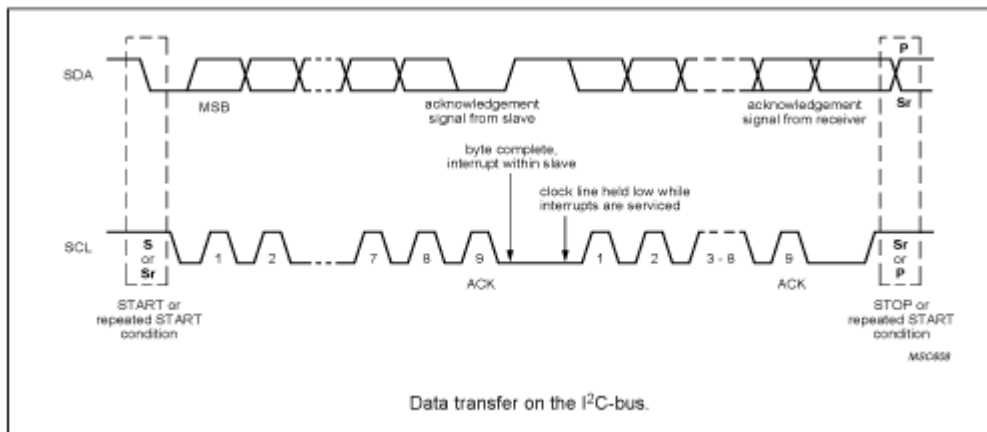 P
SDA
MSB
acknowledgement
signal from slave
acknowledgement
signal from receiver
Sr
byte complete,
interrupt within slave
clock line held low while
interrupts are serviced
SCL
S
or
Sr
1
2
7
8
9
1
2
3 - 8
9
Sr
or
P
ACK
ACK
START or
repeated START
condition
STOP or
repeated START
condition
MSC608
Data transfer on the I²C-bus.